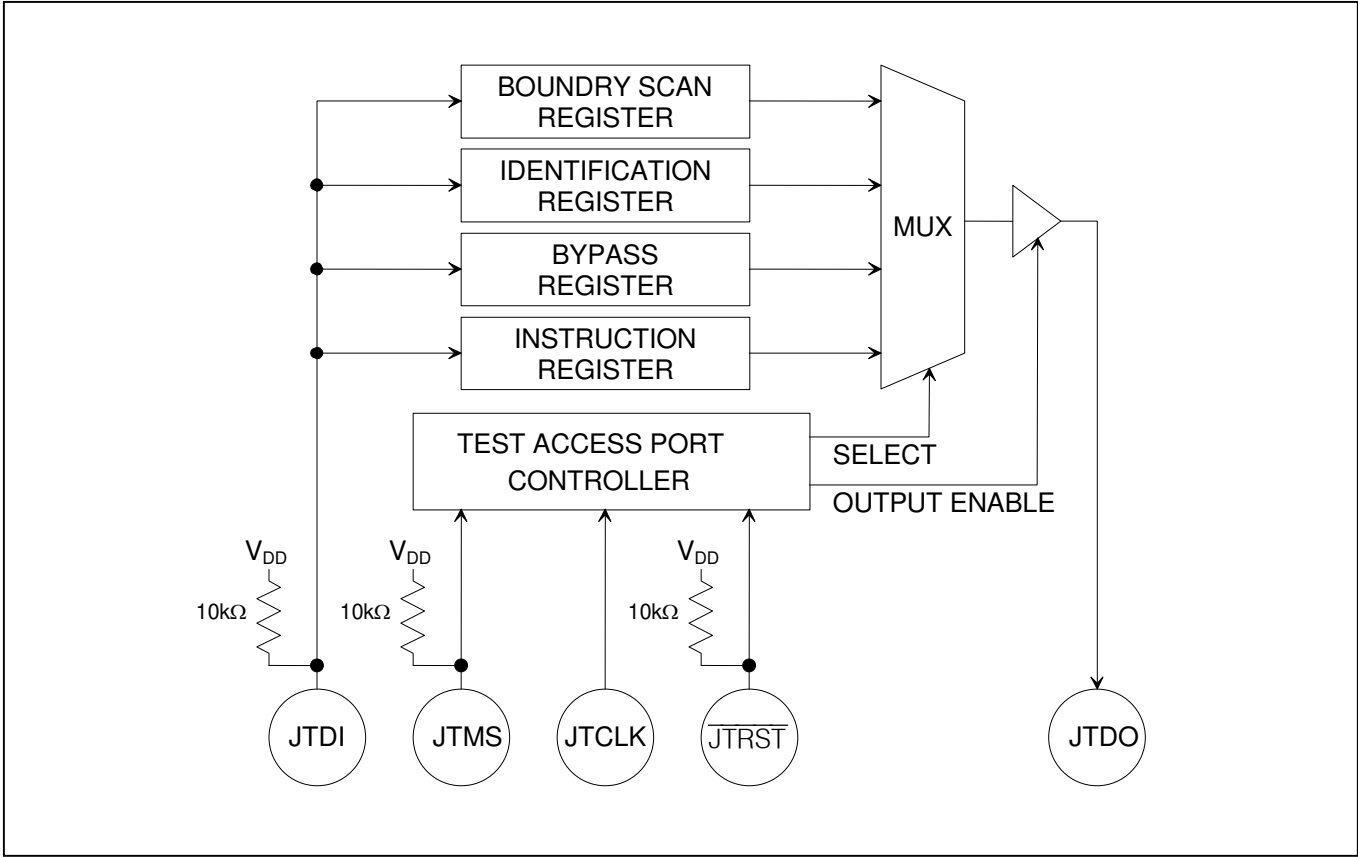 BOUNDRY SCAN
REGISTER
IDENTIFICATION
REGISTER
BYPASS
REGISTER
INSTRUCTION
REGISTER
MUX
TEST ACCESS PORT
CONTROLLER
SELECT
OUTPUT ENABLE
VDD
VDD
VDD
10kΩ
10kΩ
10kΩ
JTDI
JTMS
JTCLK
JTRST
JTDO